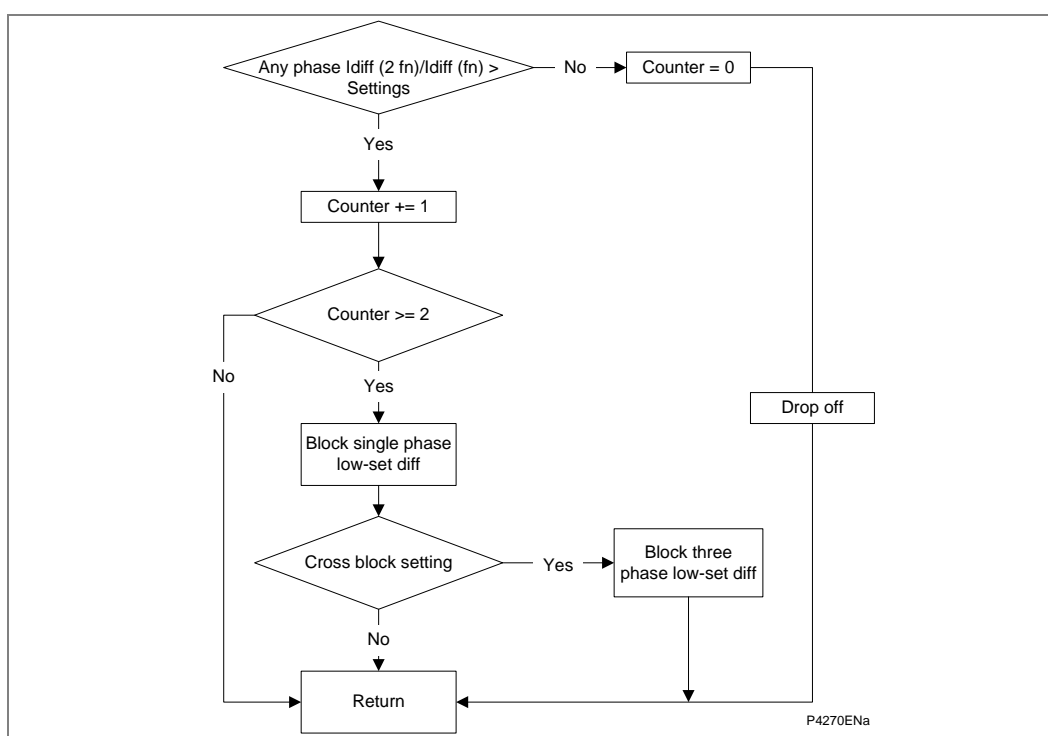 Any phase Idiff (2 fn)/Idiff (fn) >
Settings
No
Counter = 0
Yes
Counter += 1
Counter >= 2
No
Yes
Drop off
Block single phase
low-set diff
Cross block setting
Yes
Block three
phase low-set diff
No
Return
P4270ENa